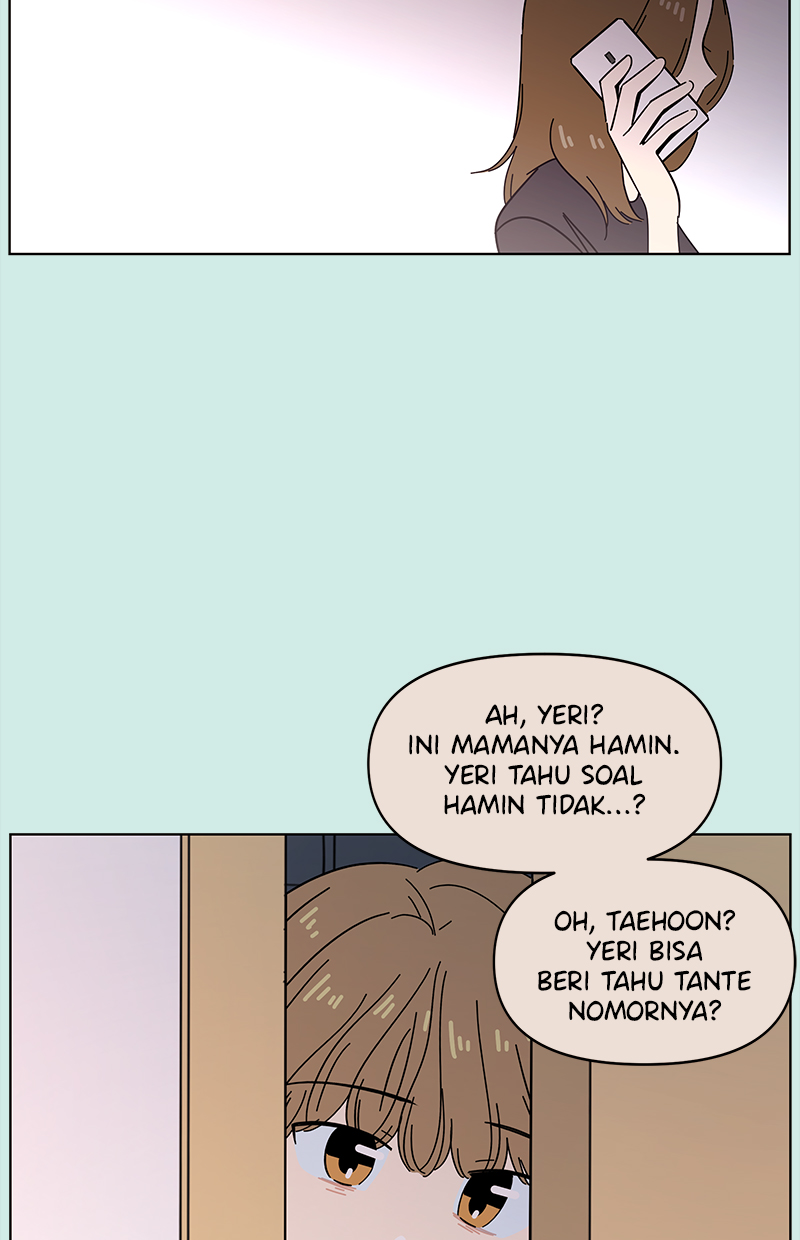 AH, YERI?
INI MAMANYA HAMIN.
YERI TAHU SOAL
HAMIN TIDAK...?
OH, TAEHOON?
YERI BISA
BERI TAHU TANTE
NOMORNYA?